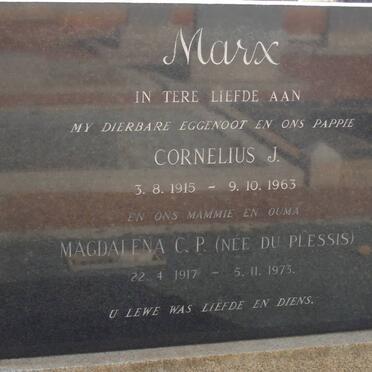 Marx
IN TERE LIEFDE AAN
MY DIERBARE EGGENOOT EN ONS PAPPIE
CORNELIUS J.
3. 8. 1915 - 9. 10. 1963
EN ONS MAMMIE EN OUMA
MAGDALENA C. P. (NÉE DU PLESSIS)
22. 4. 1917 - 5. 11. 1973.
U LEWE WAS LIEFDE EN DIENS.